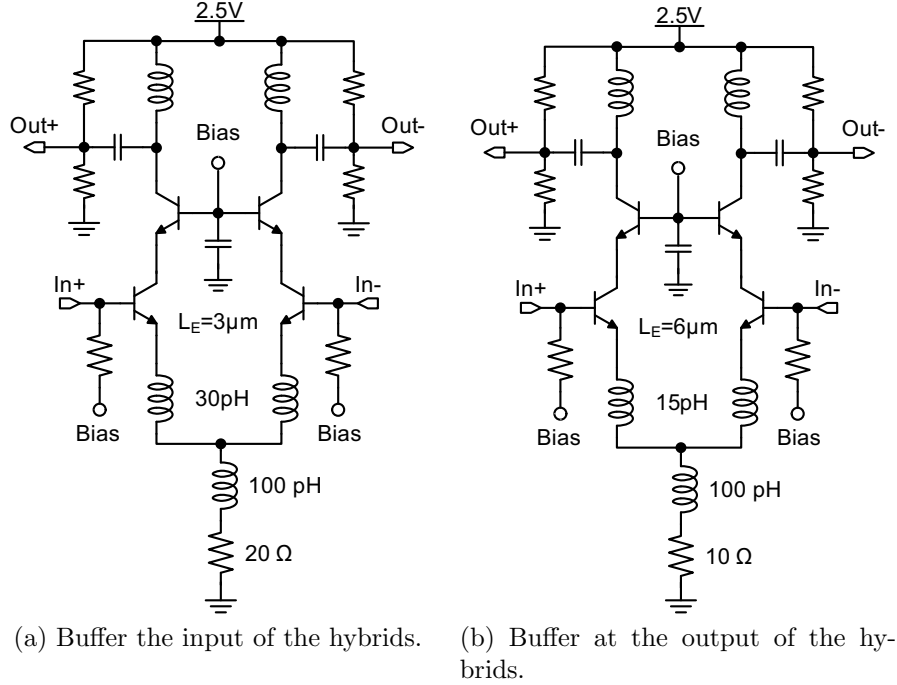 2.5V
Out+
Out-
Bias
In+
In-
L_E=3μm
Bias
30pH
Bias
100 pH
20 Ω
(a) Buffer the input of the hybrids.
2.5V
Out+
Out-
Bias
In+
In-
L_E=6μm
Bias
15pH
Bias
100 pH
10 Ω
(b) Buffer at the output of the hy-
brids.